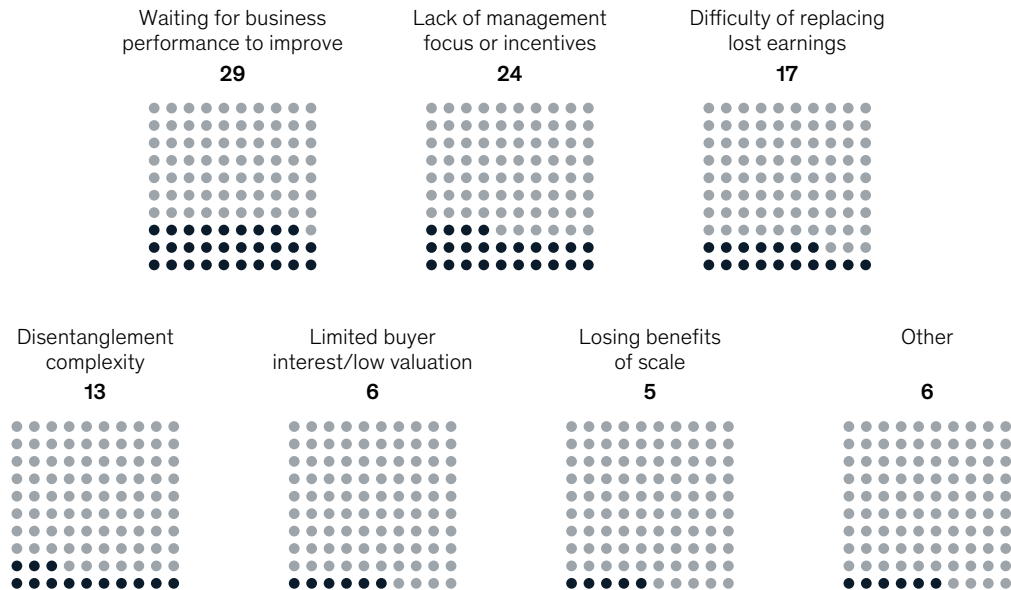 Waiting for business
performance to improve
29
Lack of management
focus or incentives
24
Difficulty of replacing
lost earnings
17
Disentanglement
complexity
13
Limited buyer
interest/low valuation
6
Losing benefits
of scale
5
Other
6